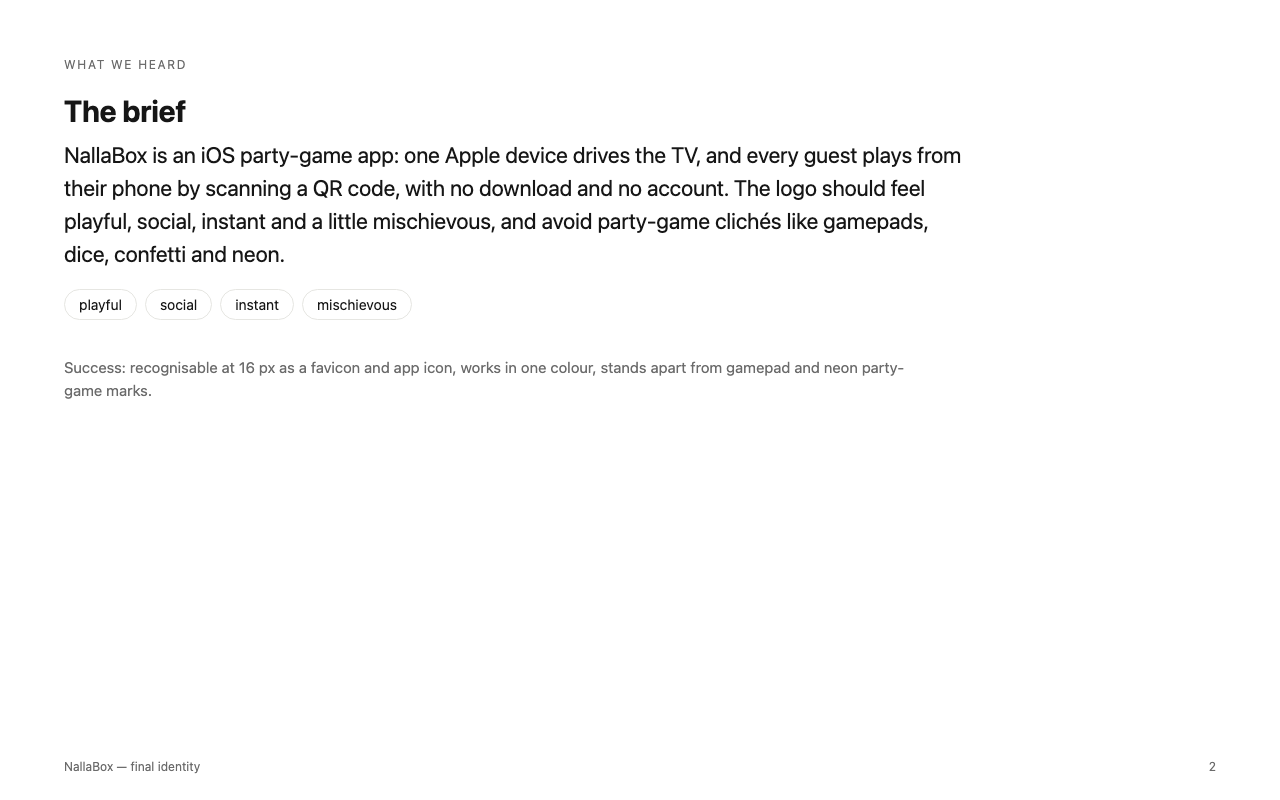 WHAT WE HEARD
The brief
NallaBox is an iOS party-game app: one Apple device drives the TV, and every guest plays from
their phone by scanning a QR code, with no download and no account. The logo should feel
playful, social, instant and a little mischievous, and avoid party-game clichés like gamepads,
dice, confetti and neon.
playful
social
instant
mischievous
Success: recognisable at 16 px as a favicon and app icon, works in one colour, stands apart from gamepad and neon party-
game marks.
NallaBox — final identity
2